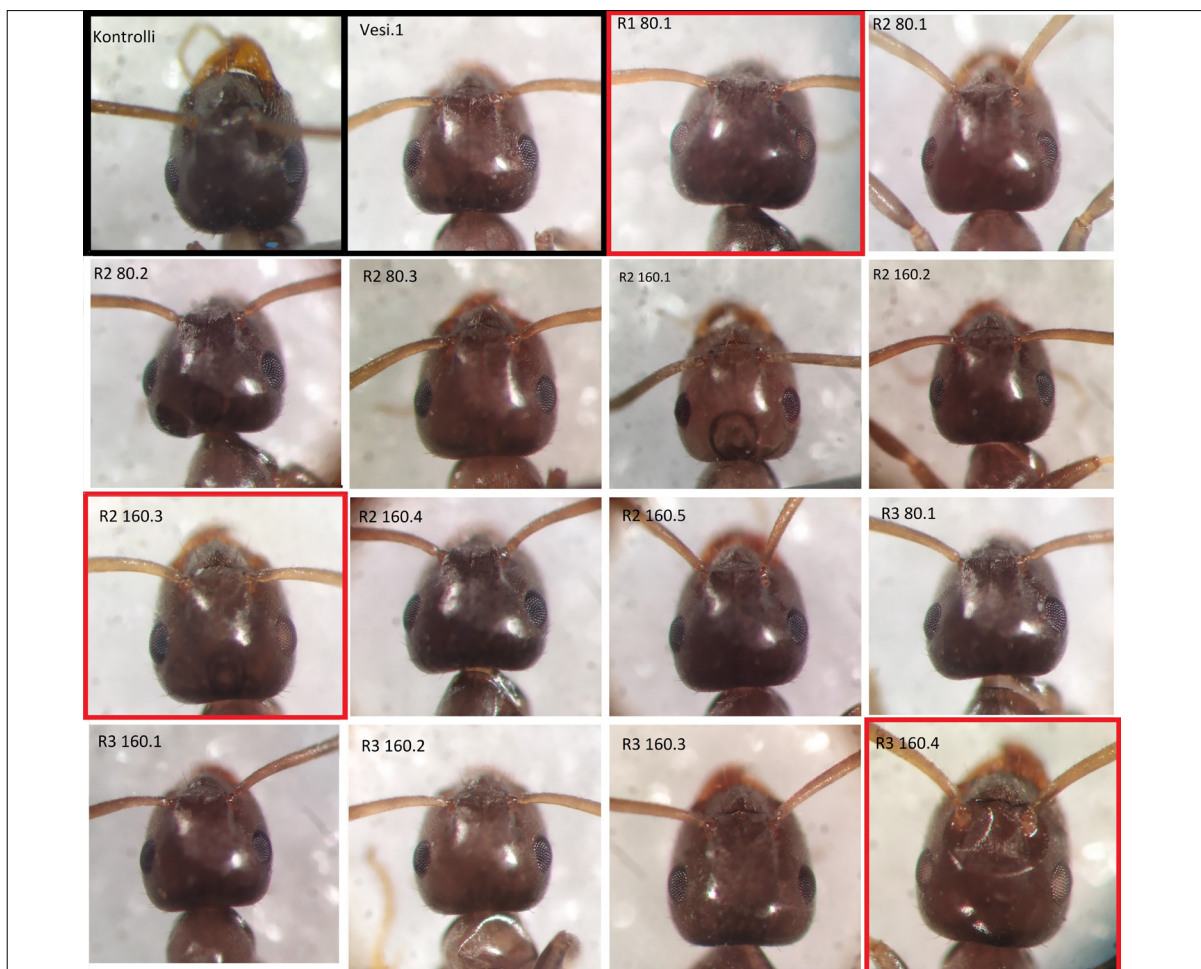 Kontrolli
Vesi.1
R1 80.1
R2 80.1
R2 80.2
R2 80.3
R2 160.1
R2 160.2
R2 160.3
R2 160.4
R2 160.5
R3 80.1
R3 160.1
R3 160.2
R3 160.3
R3 160.4